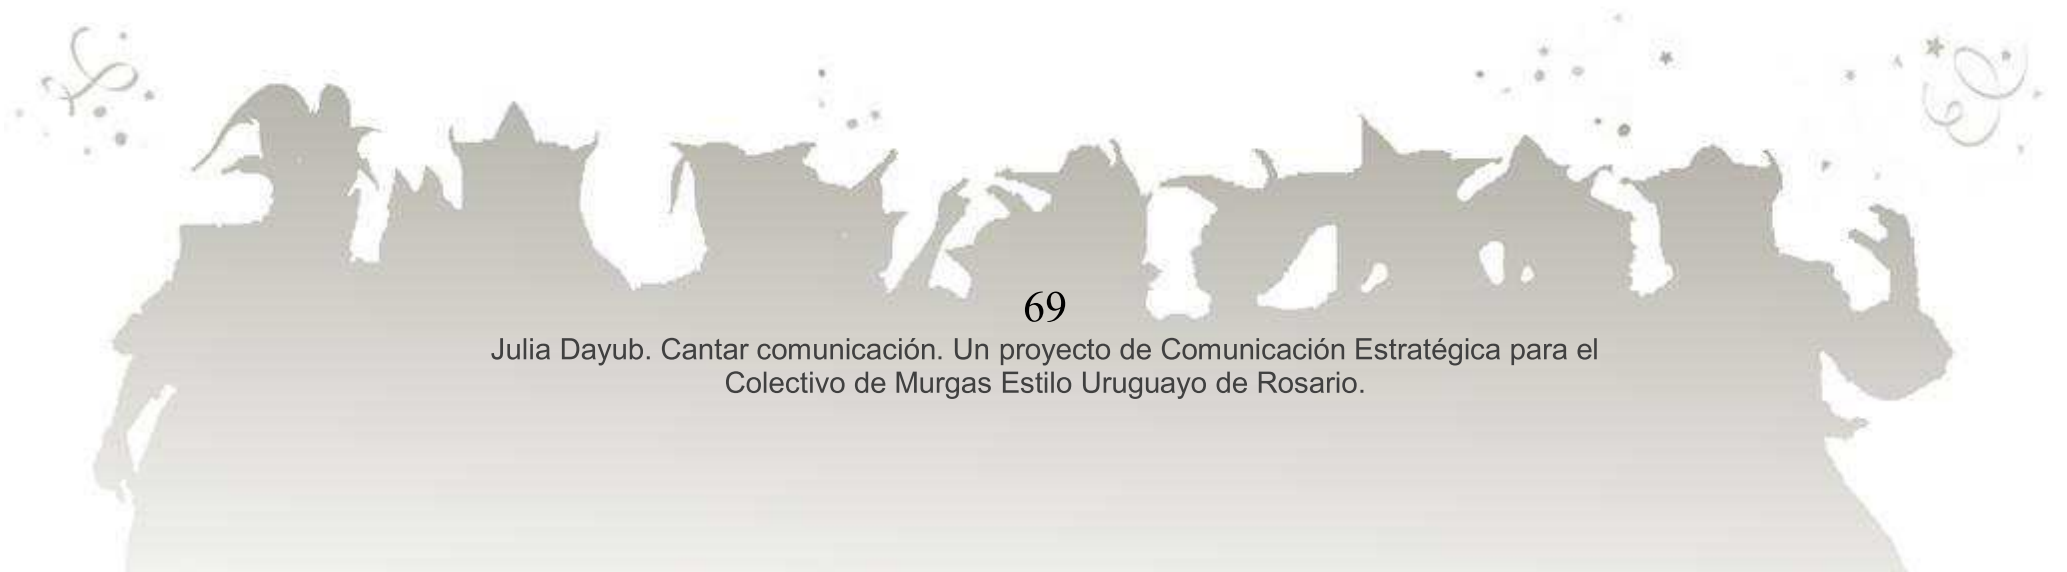 69
Julia Dayub. Cantar comunicación. Un proyecto de Comunicación Estratégica para el
Colectivo de Murgas Estilo Uruguayo de Rosario.